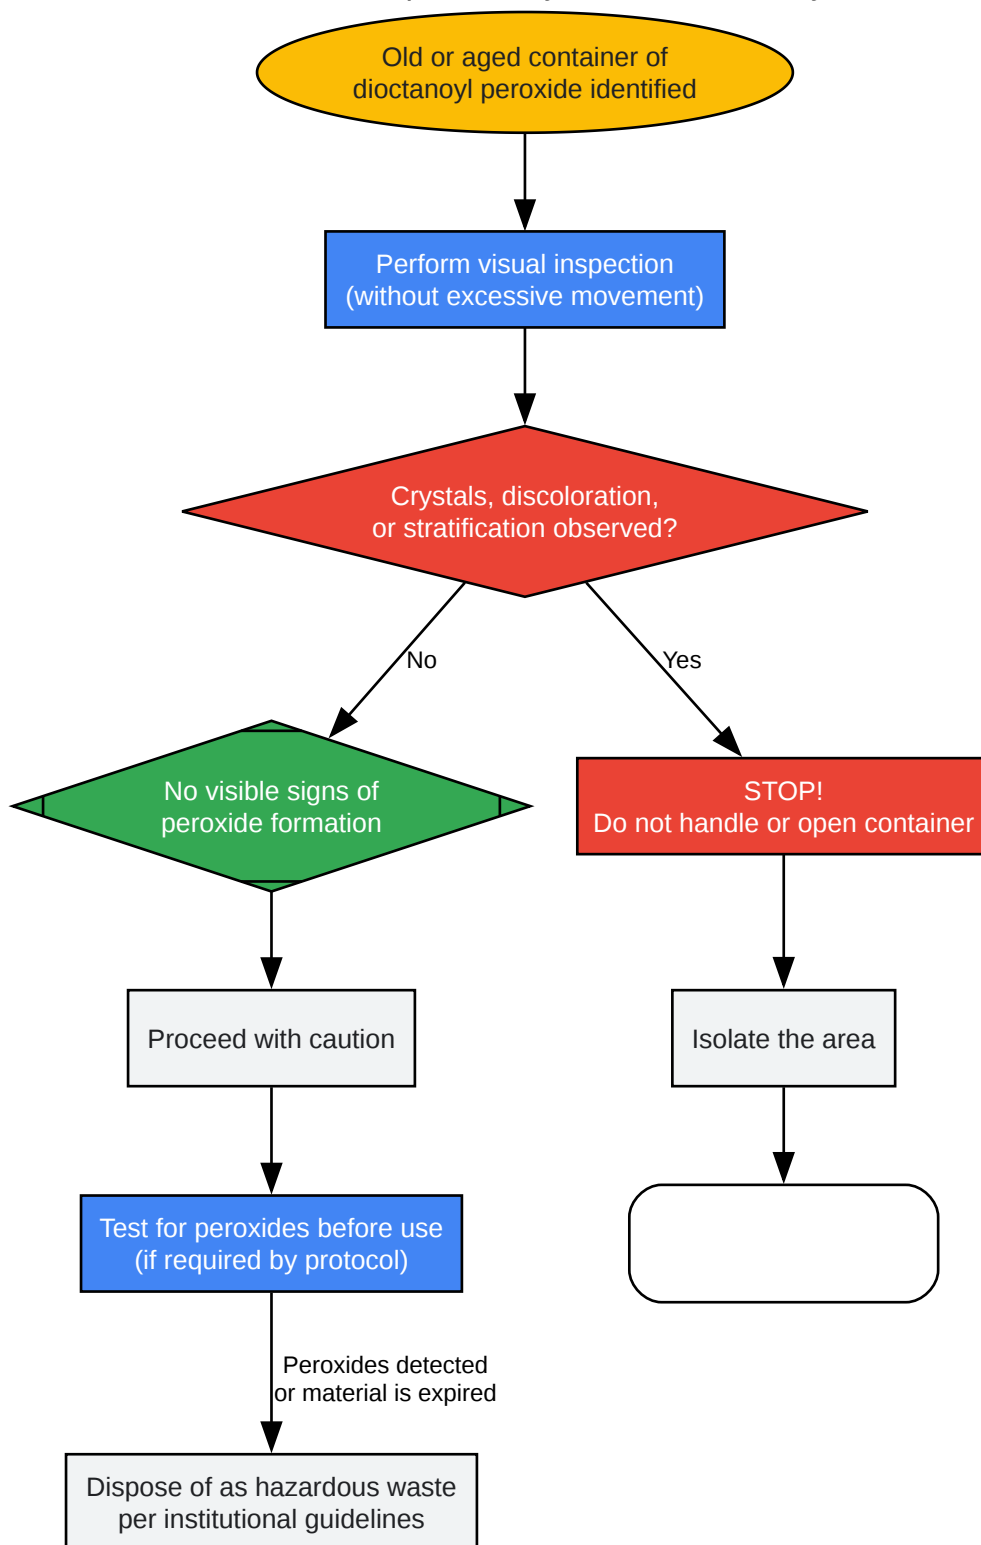 Old or aged container of
dioctanoyl peroxide identified
Perform visual inspection
(without excessive movement)
Crystals, discoloration,
or stratification observed?
No
Yes
No visible signs of
peroxide formation
STOP!
Do not handle or open container
Proceed with caution
Isolate the area
Test for peroxides before use
(if required by protocol)
Peroxides detected
or material is expired
Dispose of as hazardous waste
per institutional guidelines